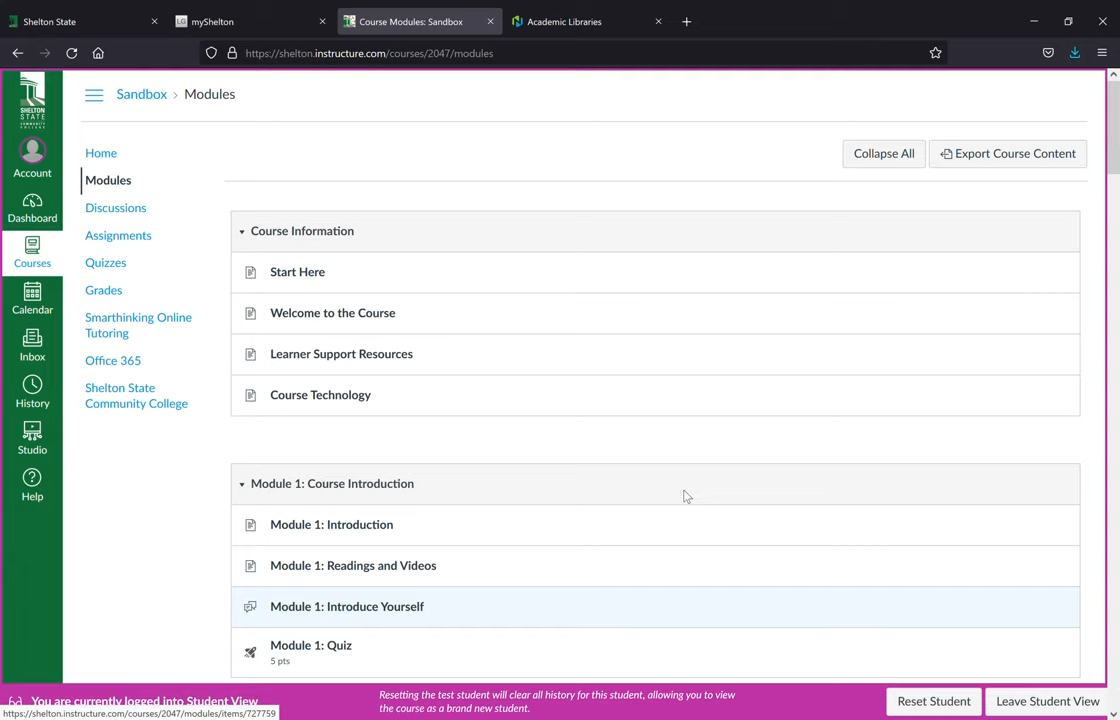 Shelton State
myShelton
Course Modules: Sandbox
Academic Libraries
https://shelton.instructure.com/courses/2047/modules
SHELTON
STATE
Sandbox > Modules
Account
Dashboard
Courses
Calendar
Inbox
History
Studio
Help
Home
Modules
Discussions
Assignments
Quizzes
Grades
Smarthinking Online
Tutoring
Office 365
Shelton State
Community College
Collapse All
Export Course Content
Course Information
Start Here
Welcome to the Course
Learner Support Resources
Course Technology
Module 1: Course Introduction
Module 1: Introduction
Module 1: Readings and Videos
Module 1: Introduce Yourself
Module 1: Quiz
5 pts
You are currently logged into Student View
Resetting the test student will clear all history for this student, allowing you to view
the course as a brand new student.
Reset Student
Leave Student View
https://shelton.instructure.com/courses/2047/modules/items/727759